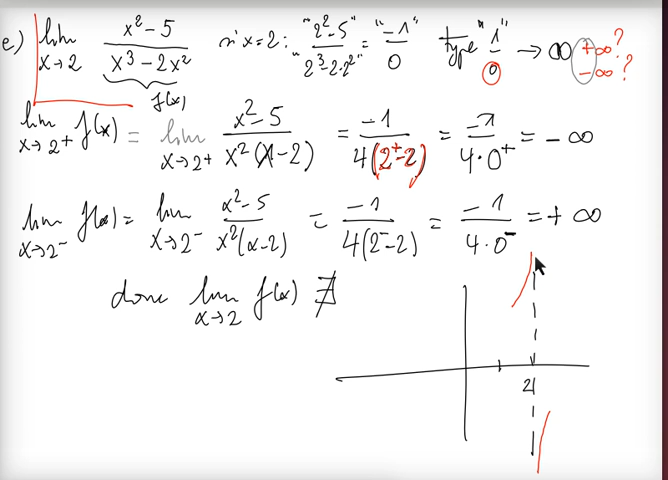 e) lim x→2 (x²-5)/(x³-2x²) si x=2: "2²-5"/"2³-2·2²" = "-1"/0 type "1"/0 → ∞ +∞? -∞?
f(x)
lim x→2⁺ f(x) = lim x→2⁺ (x²-5)/(x²(x-2)) = -1/(4(2⁺-2)) = -1/(4·0⁺) = -∞
lim x→2⁻ f(x) = lim x→2⁻ (x²-5)/(x²(x-2)) = -1/(4(2⁻-2)) = -1/(4·0⁻) = +∞
donc lim x→2 f(x) ∄
2